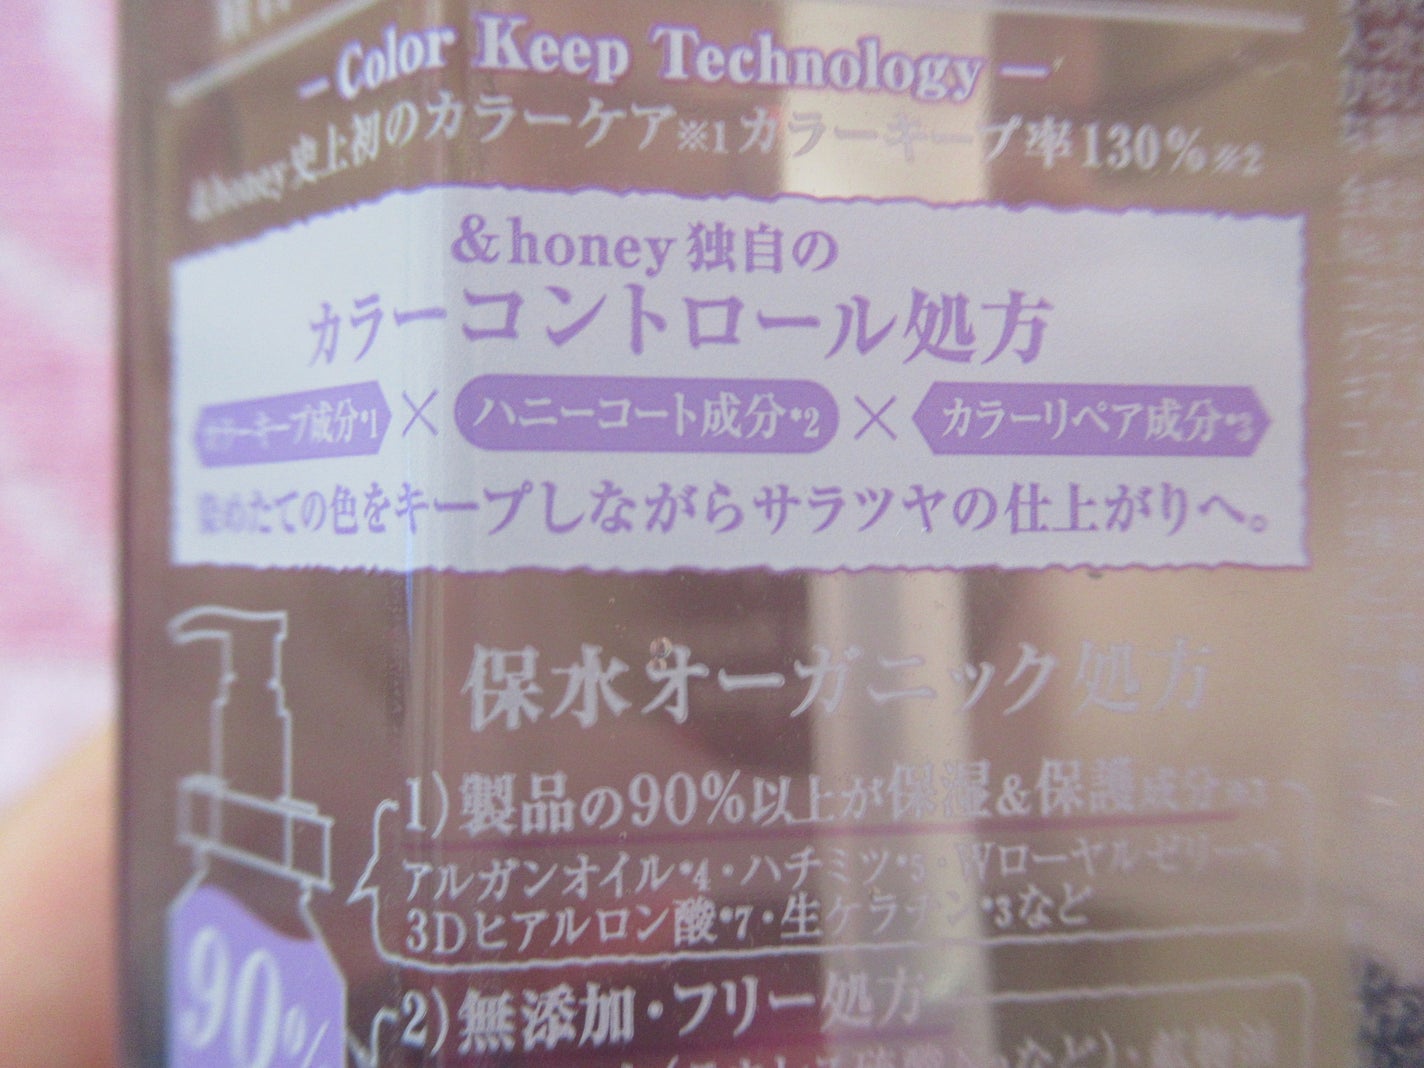 – Color Keep Technology –
&honey史上初のカラーケア※1カラーキープ率130%※2
&honey独自の
カラーコントロール処方
カラーキープ成分*1×ハニーコート成分*2×カラーリペア成分*3
染めたての色をキープしながらサラツヤの仕上がりへ。
保水オーガニック処方
1)製品の90%以上が保湿&保護成分*3
アルガンオイル*4・ハチミツ*5・Wローヤルゼリー
3Dヒアルロン酸*7・生ケラチン*3など
2)無添加・フリー処方
90%